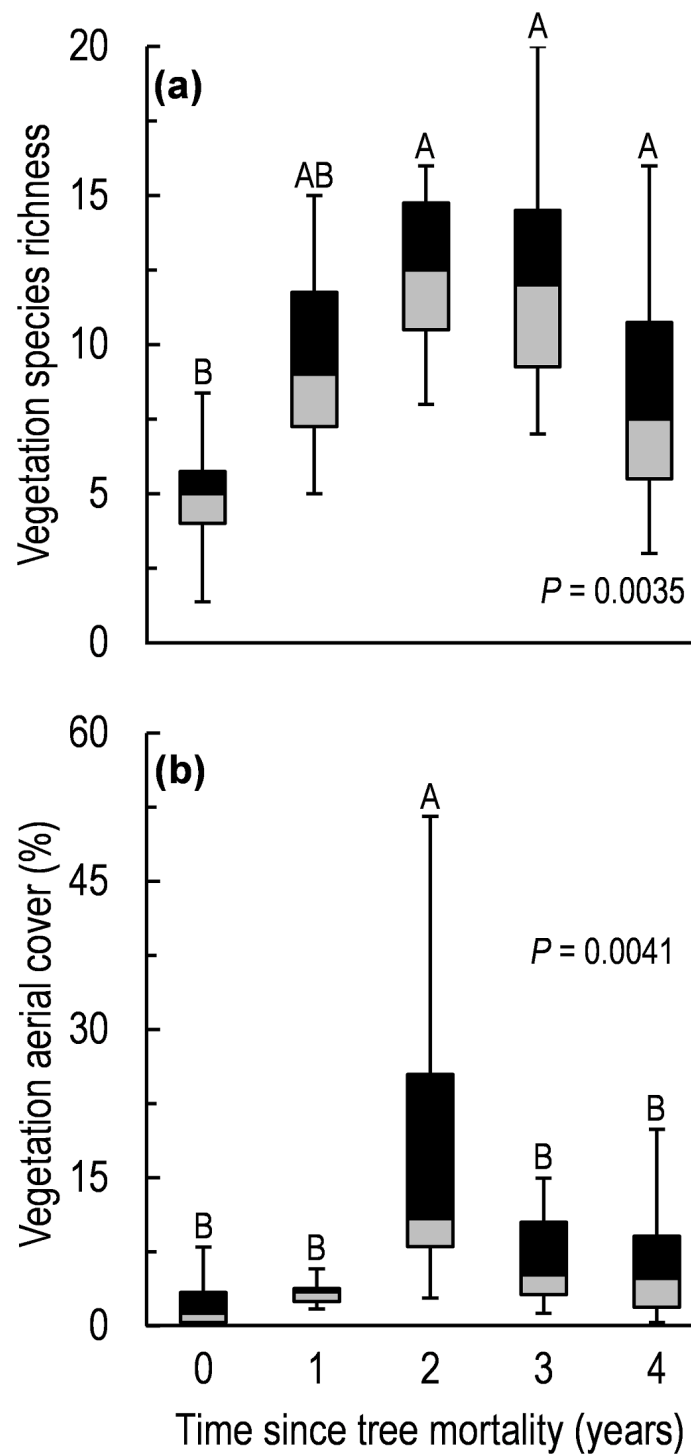 (a)
Vegetation species richness
20
15
10
5
0
B
AB
A
A
A
P = 0.0035
(b)
Vegetation aerial cover (%)
60
45
30
15
0
B
B
A
B
B
P = 0.0041
0 1 2 3 4
Time since tree mortality (years)